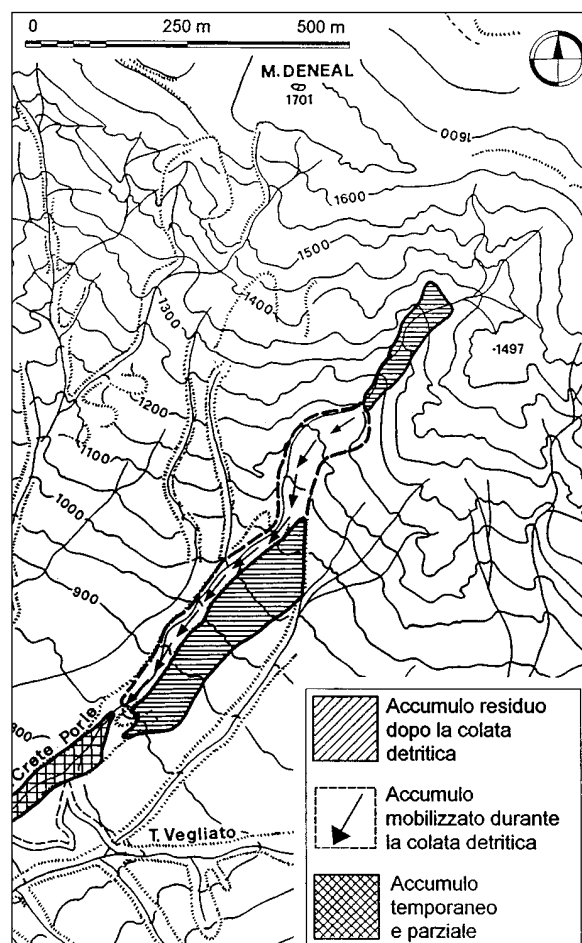 0 250 m 500 m
M. DENEAL
1701
1600
1600
1500
1400
1300
-1497
1200
1100
1000
900
800
Crete Porle
T. Vegliato
Accumulo residuo
dopo la colata
detritica
Accumulo
mobilizzato durante
la colata detritica
Accumulo
temporaneo
e parziale